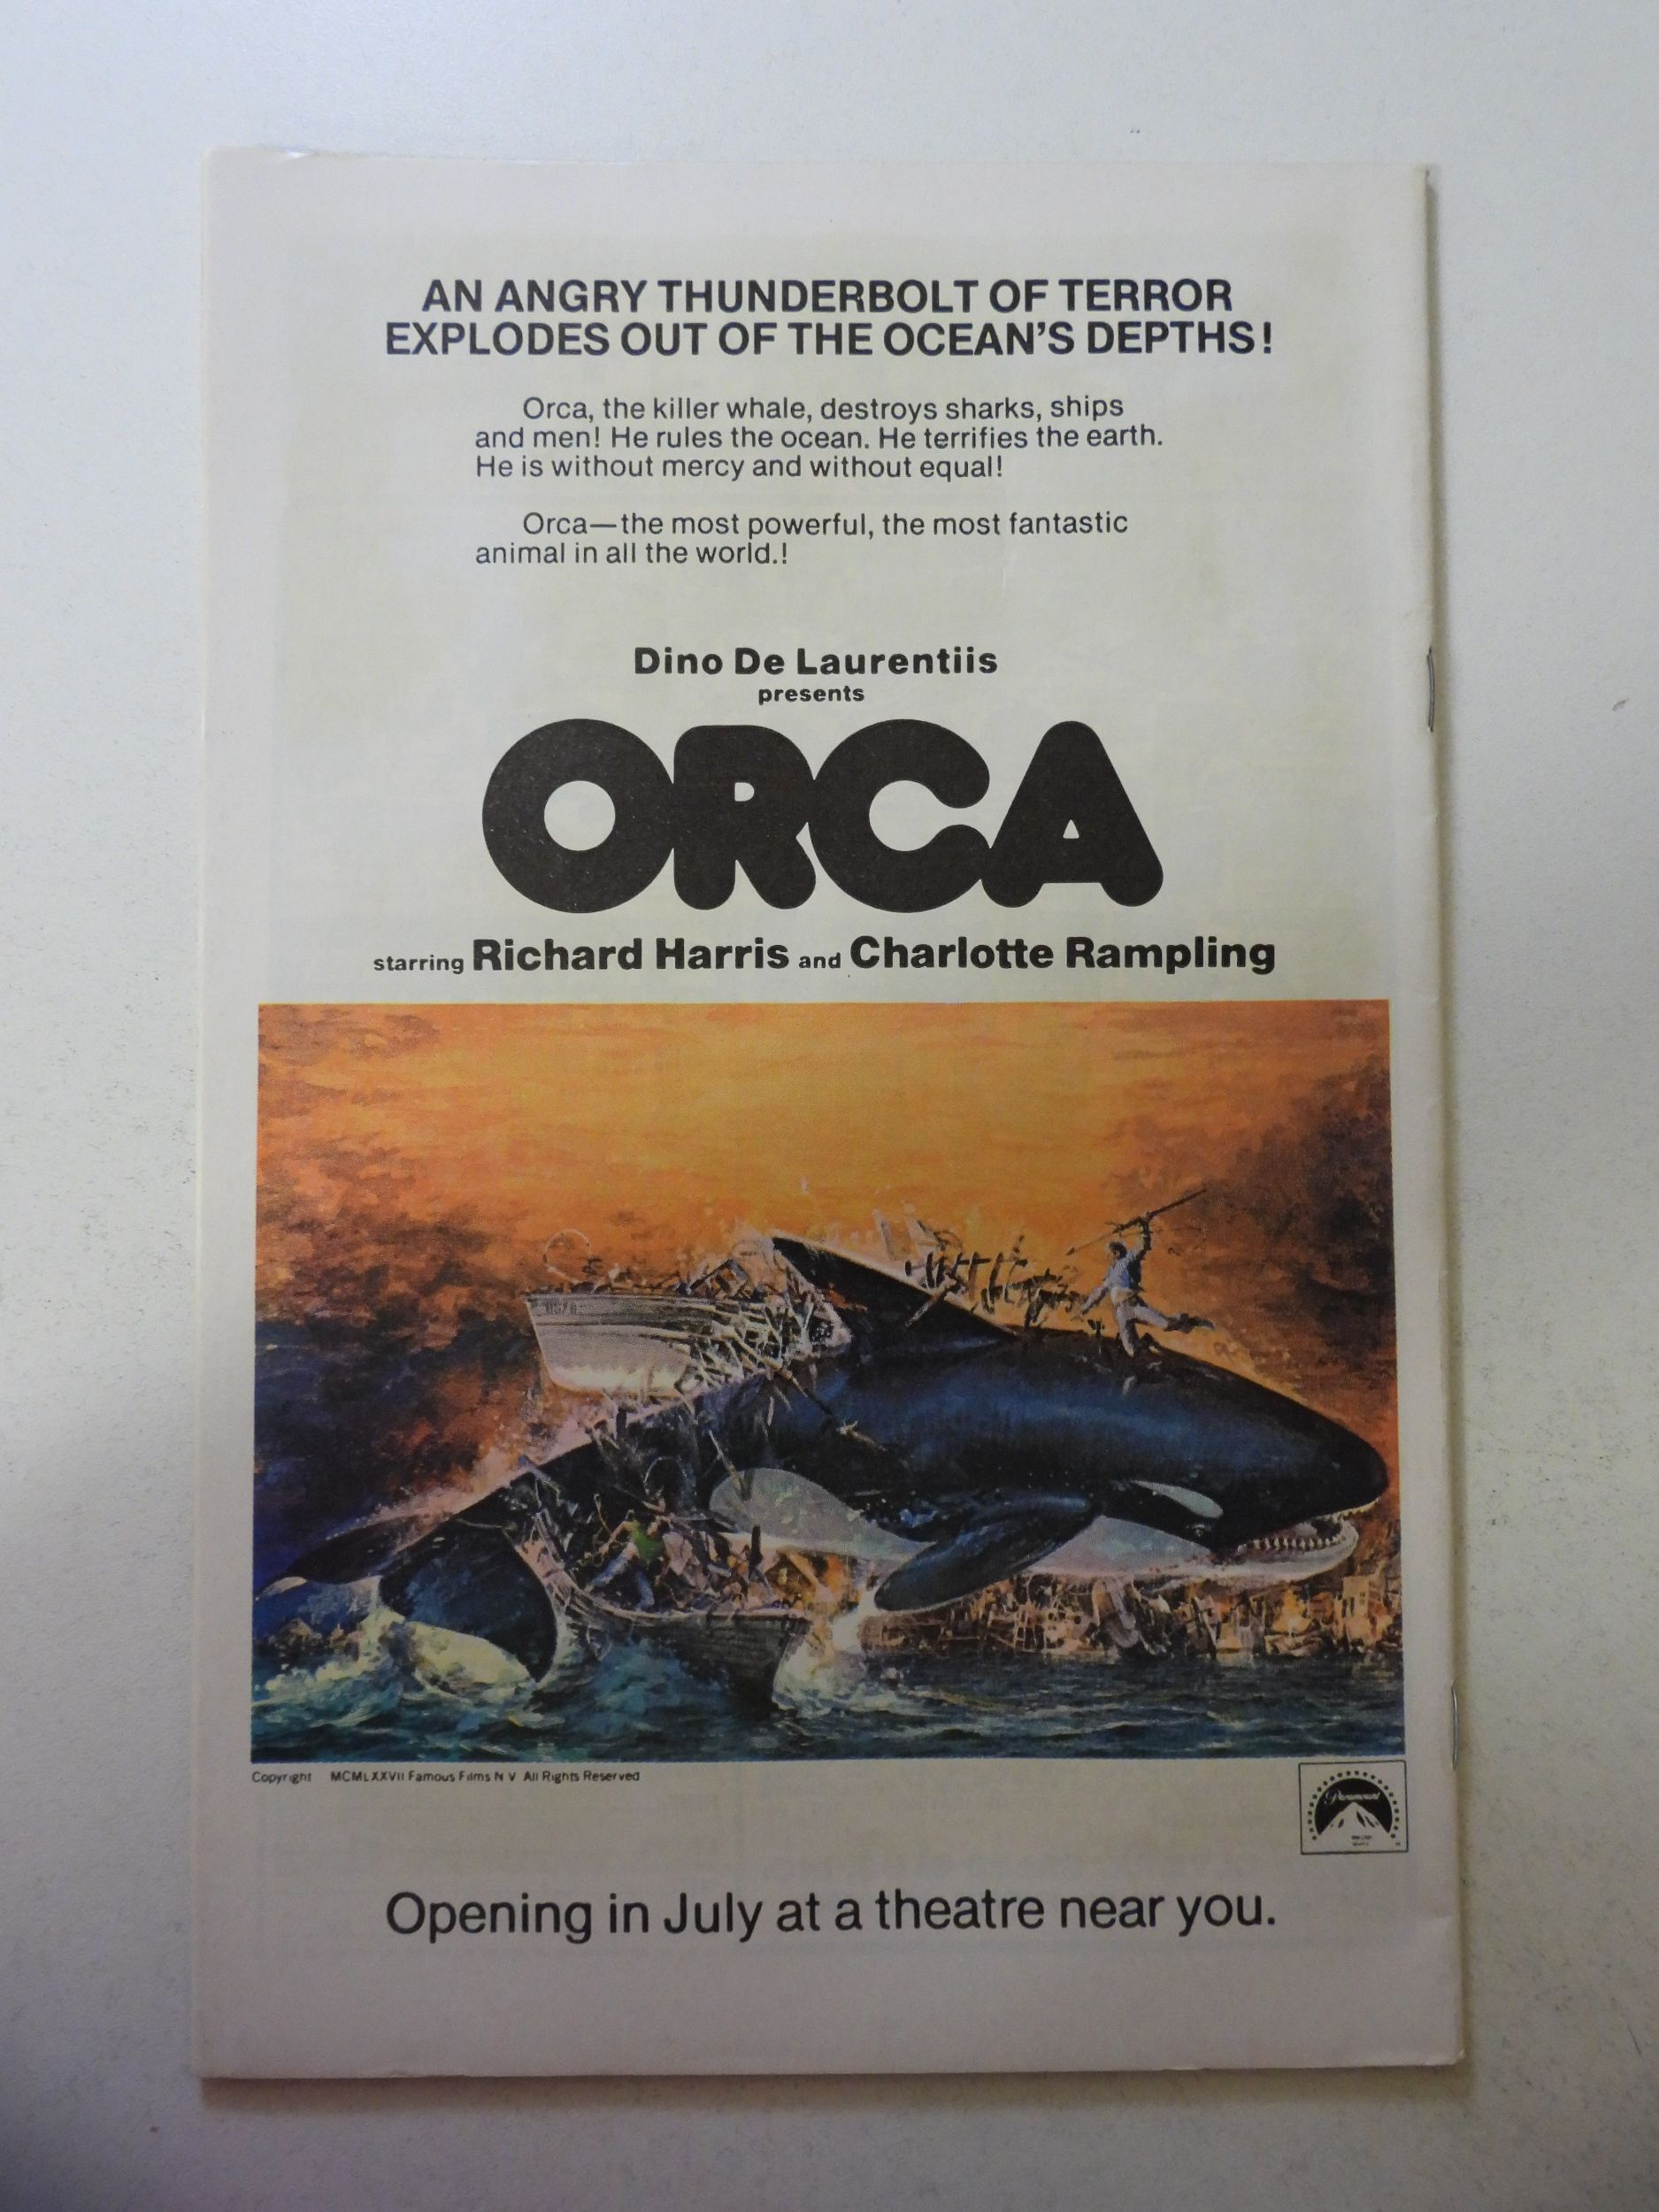 AN ANGRY THUNDERBOLT OF TERROR
EXPLODES OUT OF THE OCEAN'S DEPTHS!
Orca, the killer whale, destroys sharks, ships
and men! He rules the ocean. He terrifies the earth.
He is without mercy and without equal!
Orca—the most powerful, the most fantastic
animal in all the world.!
Dino De Laurentiis
presents
ORCA
starring Richard Harris and Charlotte Rampling
Copyright MCMLXXVII Famous Films N V All Rights Reserved
Paramount
Opening in July at a theatre near you.